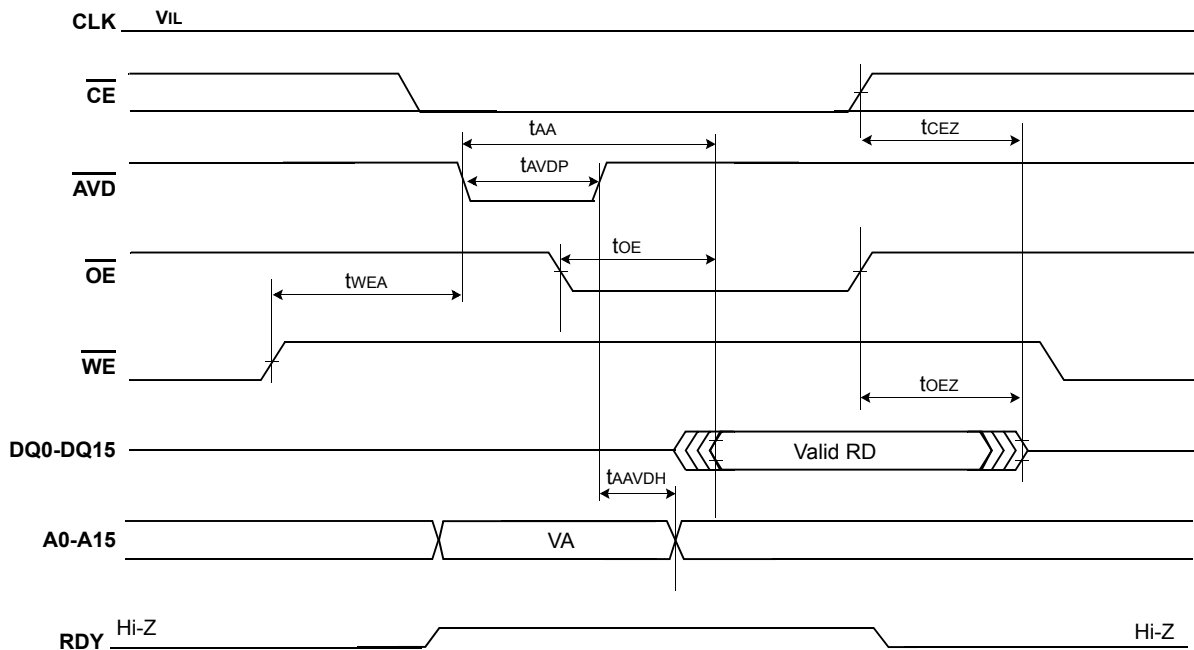 CLK VIL
CE
tAA tCEZ
AVD tAVDP
OE tOE
tWEA
WE
tOEZ
DQ0-DQ15 Valid RD
tAAVDH
A0-A15 VA
RDY Hi-Z Hi-Z